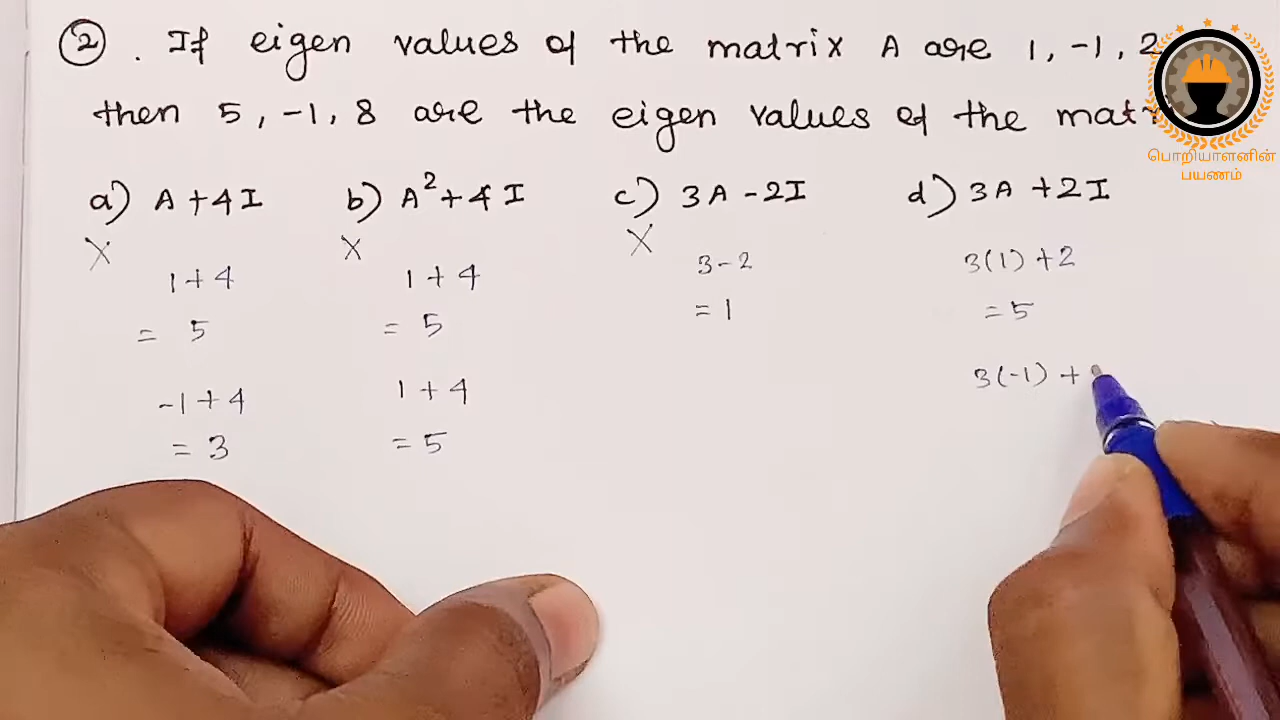 2 . If eigen values of the matrix A are 1, -1, 2
then 5, -1, 8 are the eigen values of the
a) A + 4I b) A² + 4I c) 3A - 2I d) 3A + 2I
X X X
1 + 4 1 + 4 3 - 2 3(1) + 2
= 5 = 5 = 1 = 5
-1 + 4 1 + 4 3(-1) +
= 3 = 5
பொறியாளனின்
பயணம்